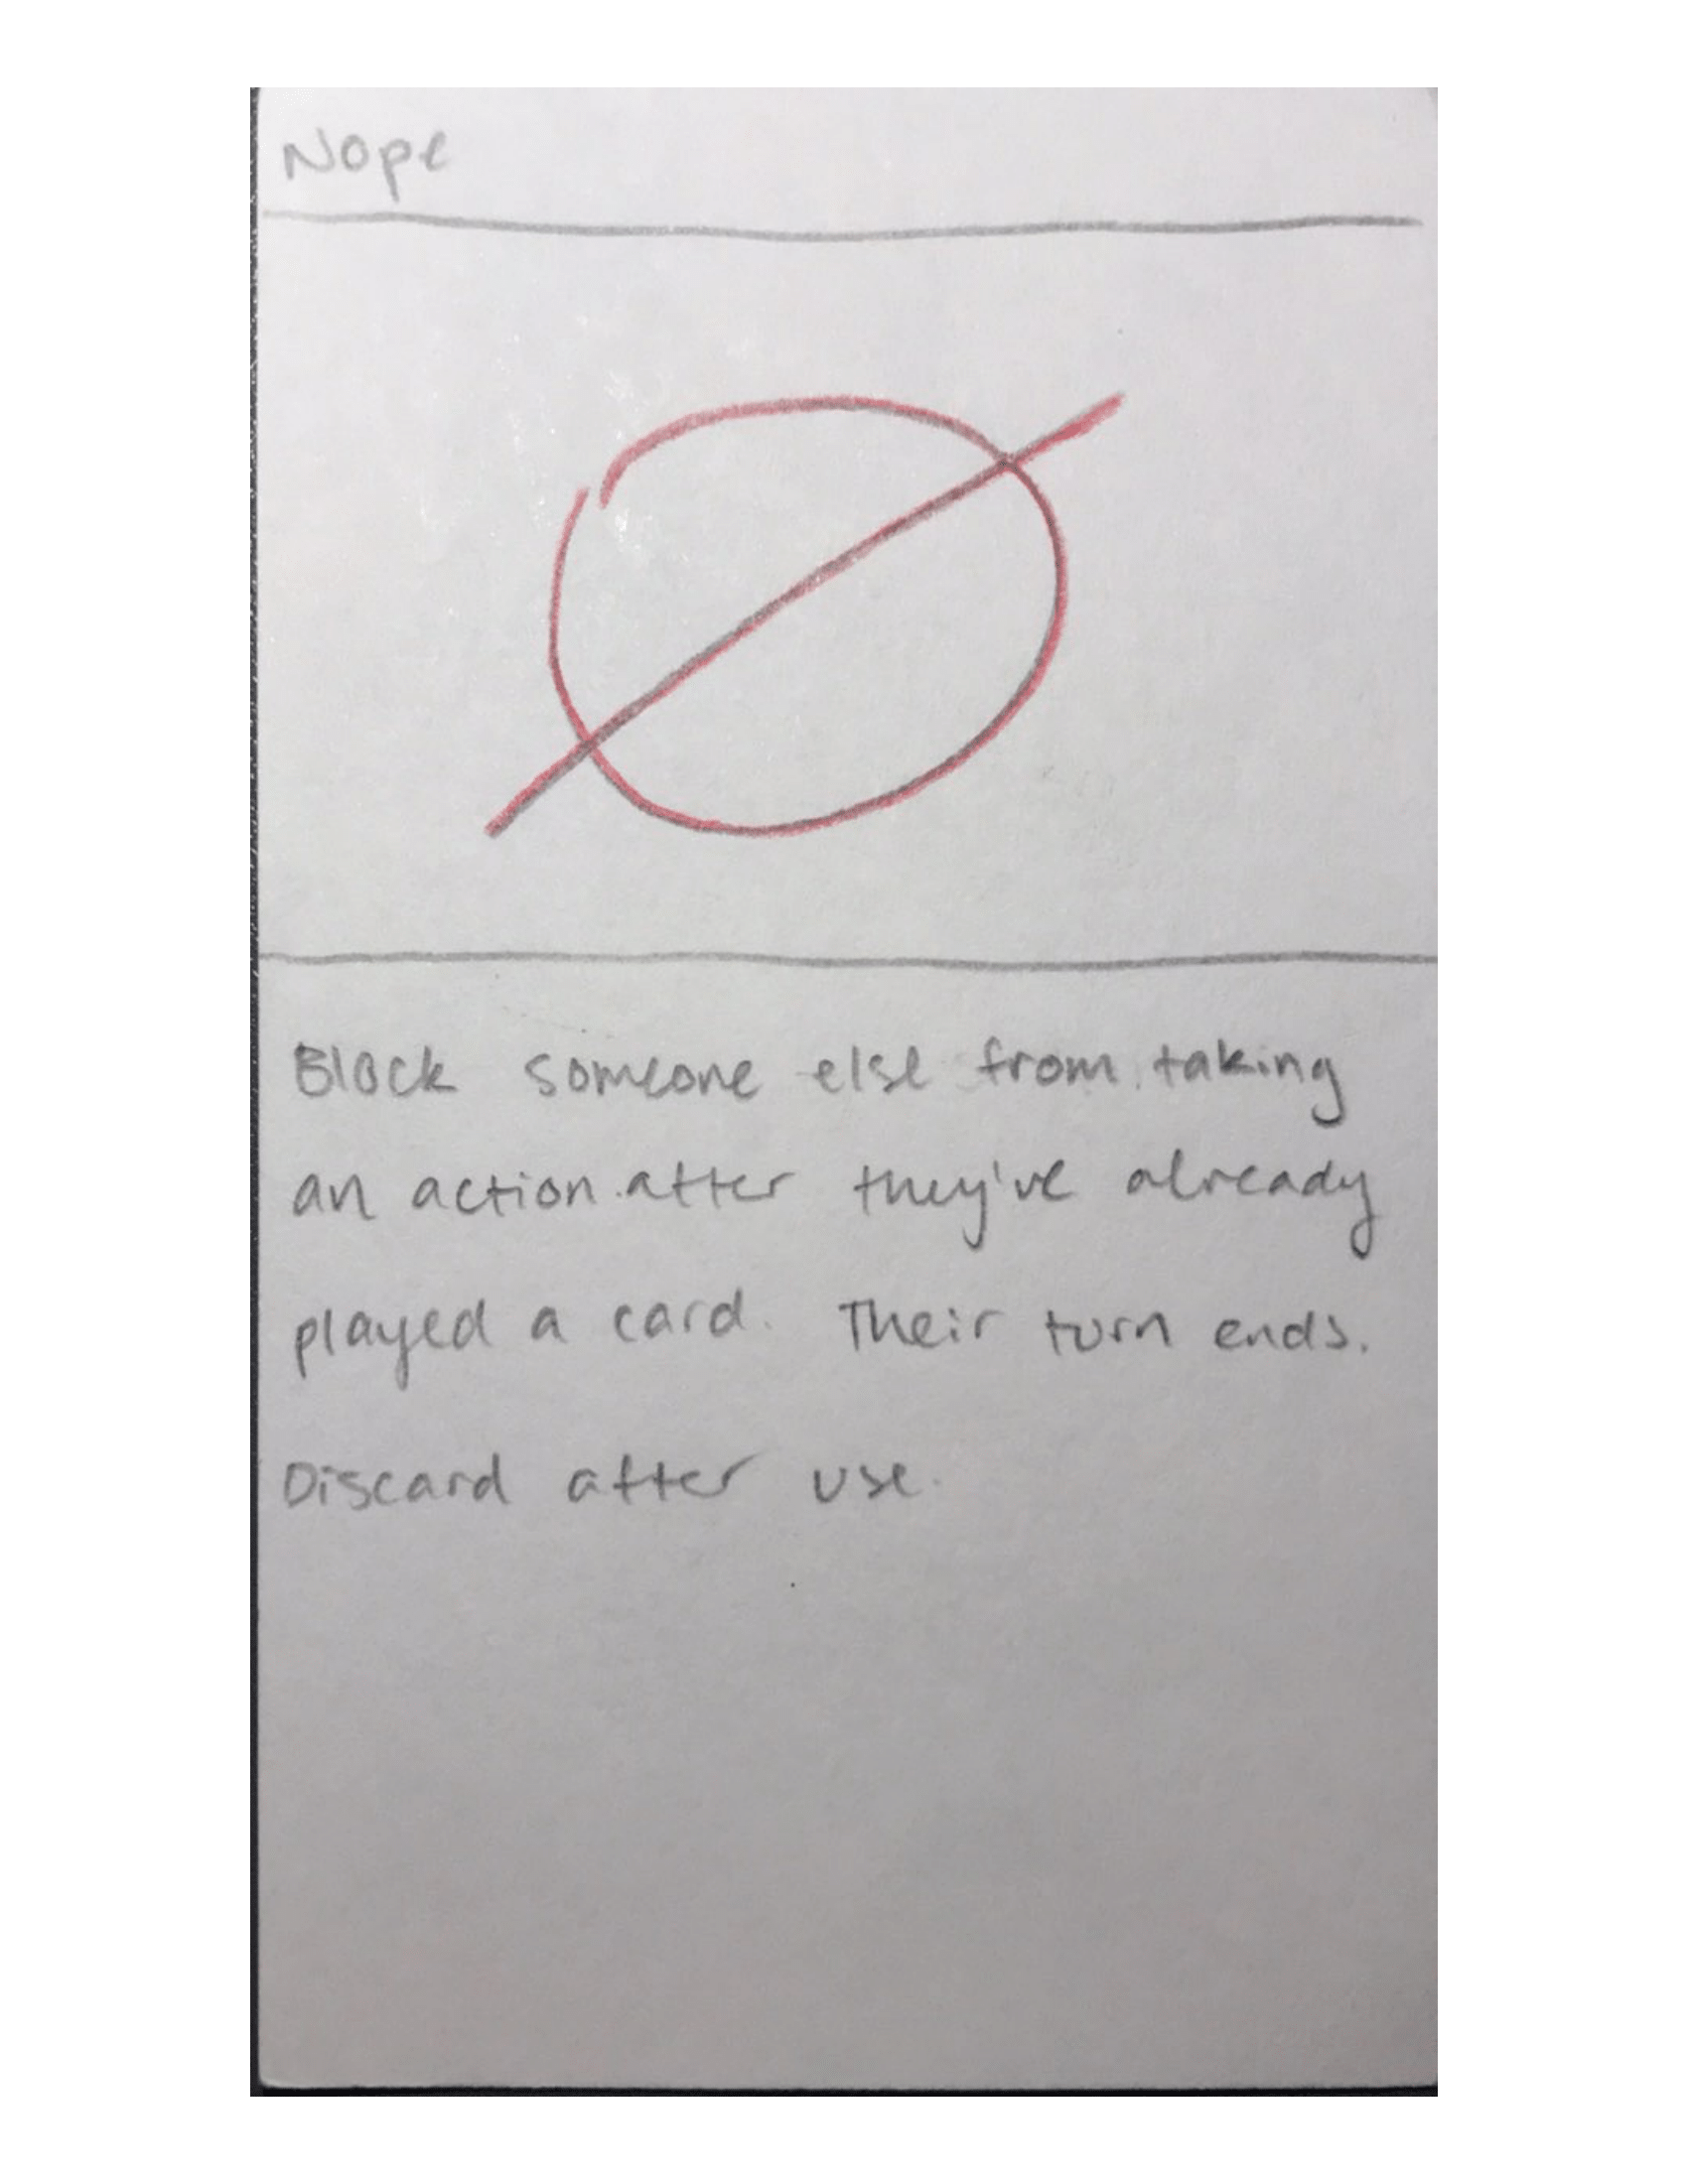 Nope
Block someone else from taking
an action after they've already
played a card. Their turn ends.
Discard after use.